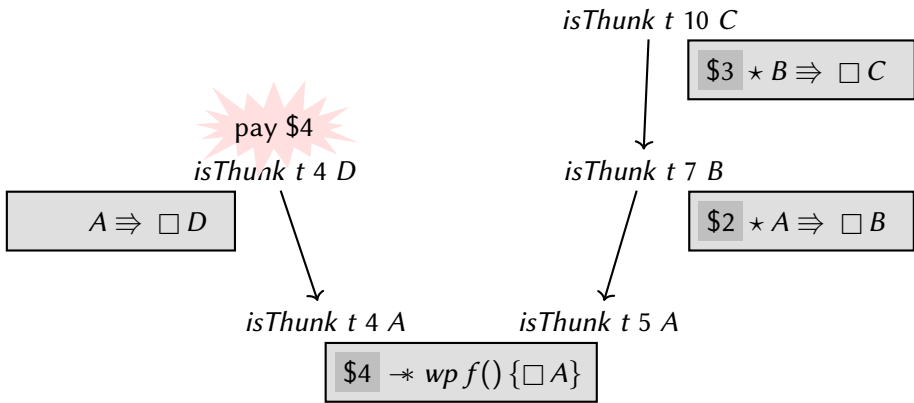 isThunk t 10 C
$3 ⋆ B ⇛ □ C
pay $4
isThunk t 4 D
isThunk t 7 B
A ⇛ □ D
$2 ⋆ A ⇛ □ B
isThunk t 4 A
isThunk t 5 A
$4 −∗ wp f() {□ A}